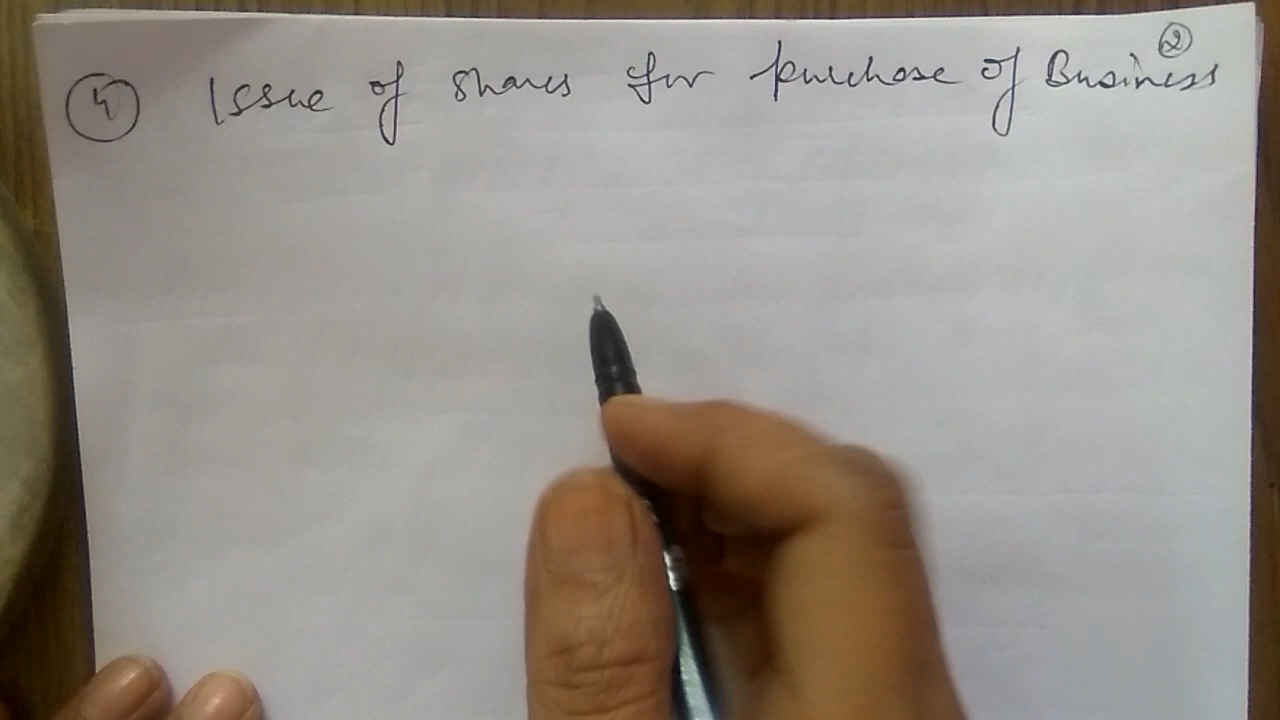 ②
④ Issue of shares for purchase of Business